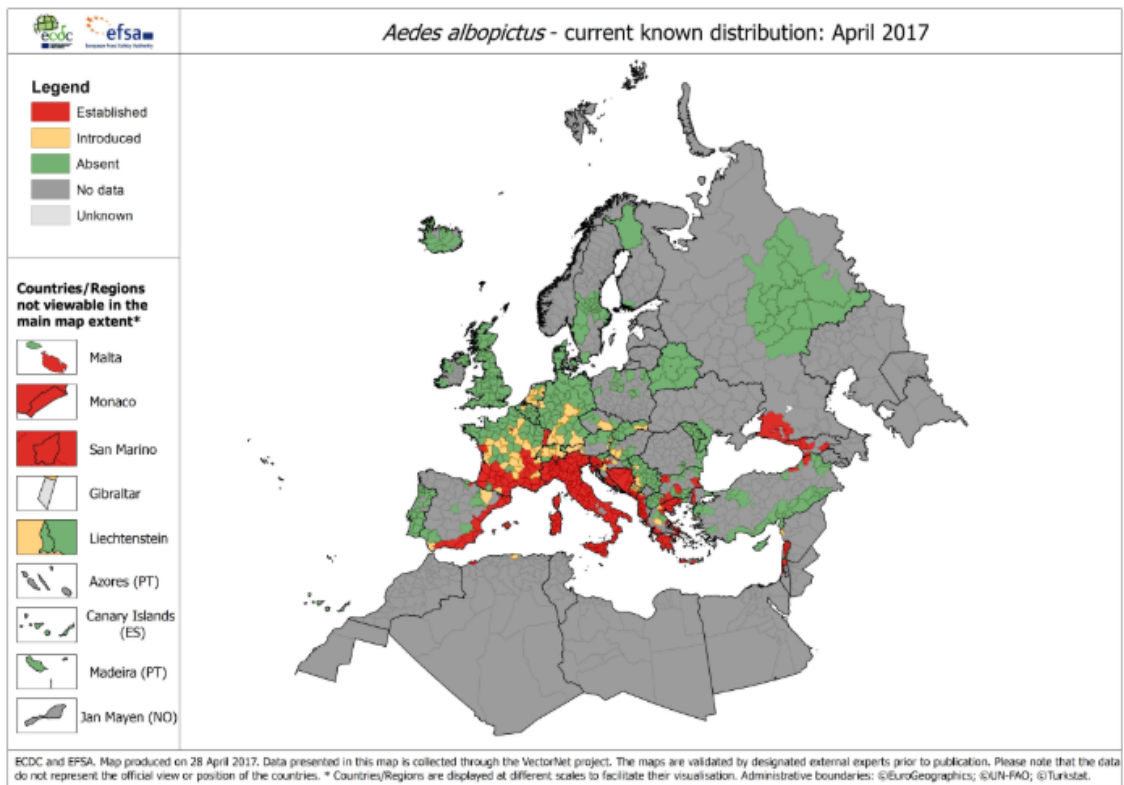 ecdc
efsa
European Food Safety Authority
Aedes albopictus - current known distribution: April 2017
Legend
Established
Introduced
Absent
No data
Unknown
Countries/Regions
not viewable in the
main map extent*
Malta
Monaco
San Marino
Gibraltar
Liechtenstein
Azores (PT)
Canary Islands
(ES)
Madeira (PT)
Jan Mayen (NO)
ECDC and EFSA. Map produced on 28 April 2017. Data presented in this map is collected through the VectorNet project. The maps are validated by designated external experts prior to publication. Please note that the data
do not represent the official view or position of the countries. * Countries/Regions are displayed at different scales to facilitate their visualisation. Administrative boundaries: ©EuroGeographics; ©UN-FAO; ©Turkstat.